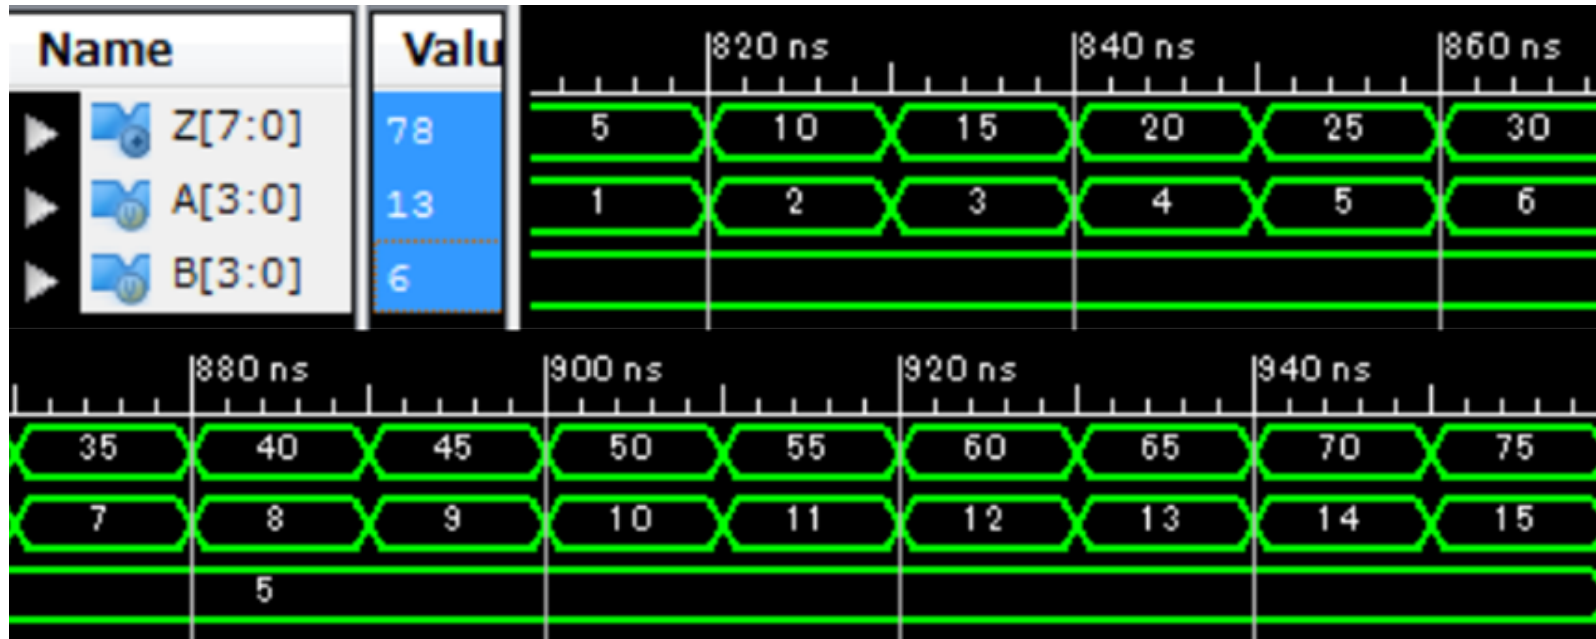 Name Valu 820 ns 840 ns 860 ns
Z[7:0] 78 5 10 15 20 25 30
A[3:0] 13 1 2 3 4 5 6
B[3:0] 6
880 ns 900 ns 920 ns 940 ns
35 40 45 50 55 60 65 70 75
7 8 9 10 11 12 13 14 15
5